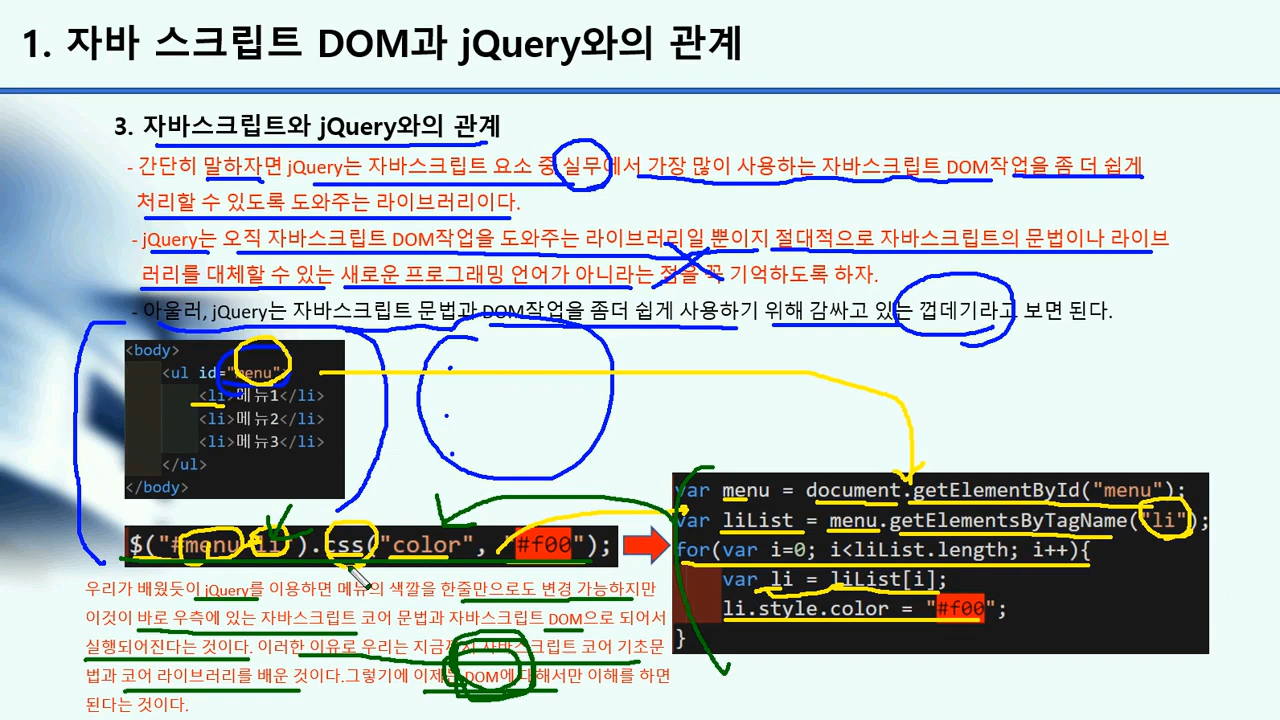 1. 자바 스크립트 DOM과 jQuery와의 관계
3. 자바스크립트와 jQuery와의 관계
- 간단히 말하자면 jQuery는 자바스크립트 요소 중 실무에서 가장 많이 사용하는 자바스크립트 DOM작업을 좀 더 쉽게
처리할 수 있도록 도와주는 라이브러리이다.
- jQuery는 오직 자바스크립트 DOM작업을 도와주는 라이브러리일 뿐이지 절대적으로 자바스크립트의 문법이나 라이브
러리를 대체할 수 있는 새로운 프로그래밍 언어가 아니라는 점을 꼭 기억하도록 하자.
- 아울러, jQuery는 자바스크립트 문법과 DOM작업을 좀더 쉽게 사용하기 위해 감싸고 있는 껍데기라고 보면 된다.
<body>
<ul id="menu">
<li>메뉴1</li>
<li>메뉴2</li>
<li>메뉴3</li>
</ul>
</body>
$("#menu li").css("color", "#f00");
var menu = document.getElementById("menu");
var liList = menu.getElementsByTagName("li");
for(var i=0; i<liList.length; i++){
var li = liList[i];
li.style.color = "#f00";
}
우리가 배웠듯이 jQuery를 이용하면 메뉴의 색깔을 한줄만으로도 변경 가능하지만
이것이 바로 우측에 있는 자바스크립트 코어 문법과 자바스크립트 DOM으로 되어서
실행되어진다는 것이다. 이러한 이유로 우리는 지금까지 자바스크립트 코어 기초문
법과 코어 라이브러리를 배운 것이다.그렇기에 이제는 DOM에 대해서만 이해를 하면
된다는 것이다.